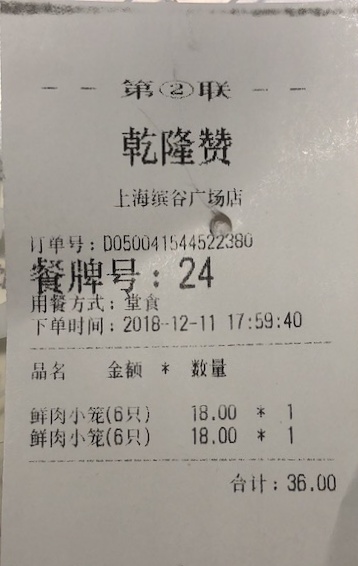 -- 第②联 --
乾隆赞
上海缤谷广场店
订单号:D050041544522380
餐牌号:24
用餐方式:堂食
下单时间:2018-12-11 17:59:40
品名 金额 * 数量
鲜肉小笼(6只) 18.00 * 1
鲜肉小笼(6只) 18.00 * 1
合计:36.00